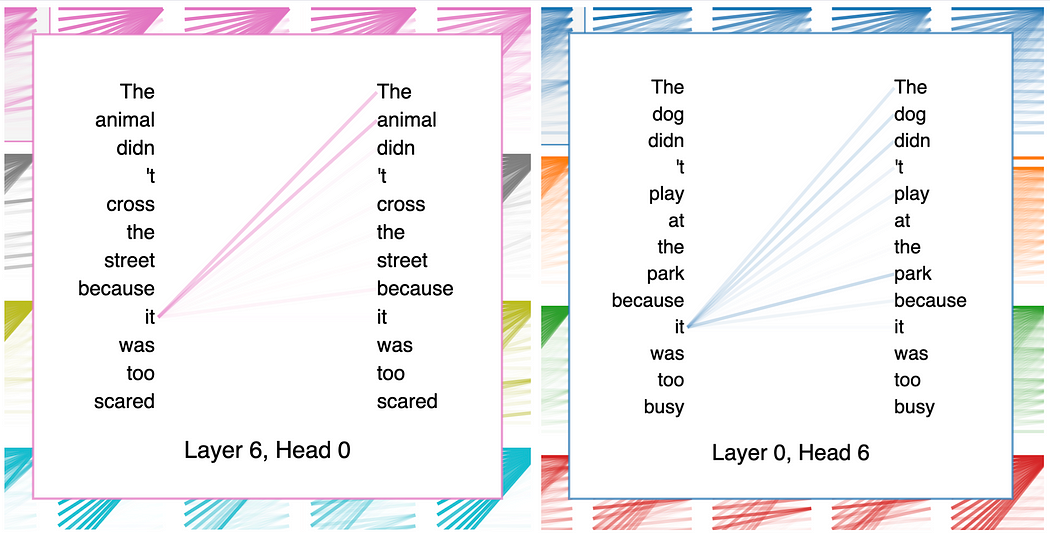 The The
animal animal
didn didn
't 't
cross cross
the the
street street
because because
it it
was was
too too
scared scared
Layer 6, Head 0
The The
dog dog
didn didn
't 't
play play
at at
the the
park park
because because
it it
was was
too too
busy busy
Layer 0, Head 6